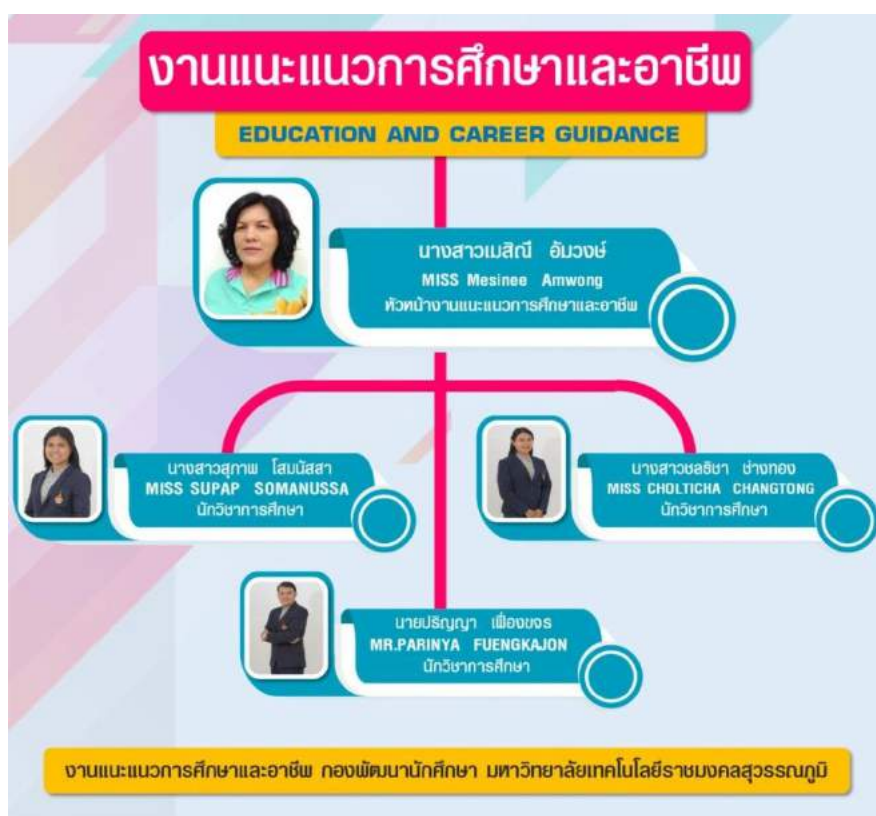 งานแนะแนวการศึกษาและอาชีพ
EDUCATION AND CAREER GUIDANCE
นางสาวเมสิณี อัมวงษ์
MISS Mesinee Amwong
หัวหน้างานแนะแนวการศึกษาและอาชีพ
นางสาวสุภาพ โสมนัสสา
MISS SUPAP SOMANUSSA
นักวิชาการศึกษา
นางสาวชลธิชา ช่างทอง
MISS CHOLTICHA CHANGTONG
นักวิชาการศึกษา
นายปริญญา เฟื่องขจร
MR.PARINYA FUENGKAJON
นักวิชาการศึกษา
งานแนะแนวการศึกษาและอาชีพ กองพัฒนานักศึกษา มหาวิทยาลัยเทคโนโลยีราชมงคลสุวรรณภูมิ